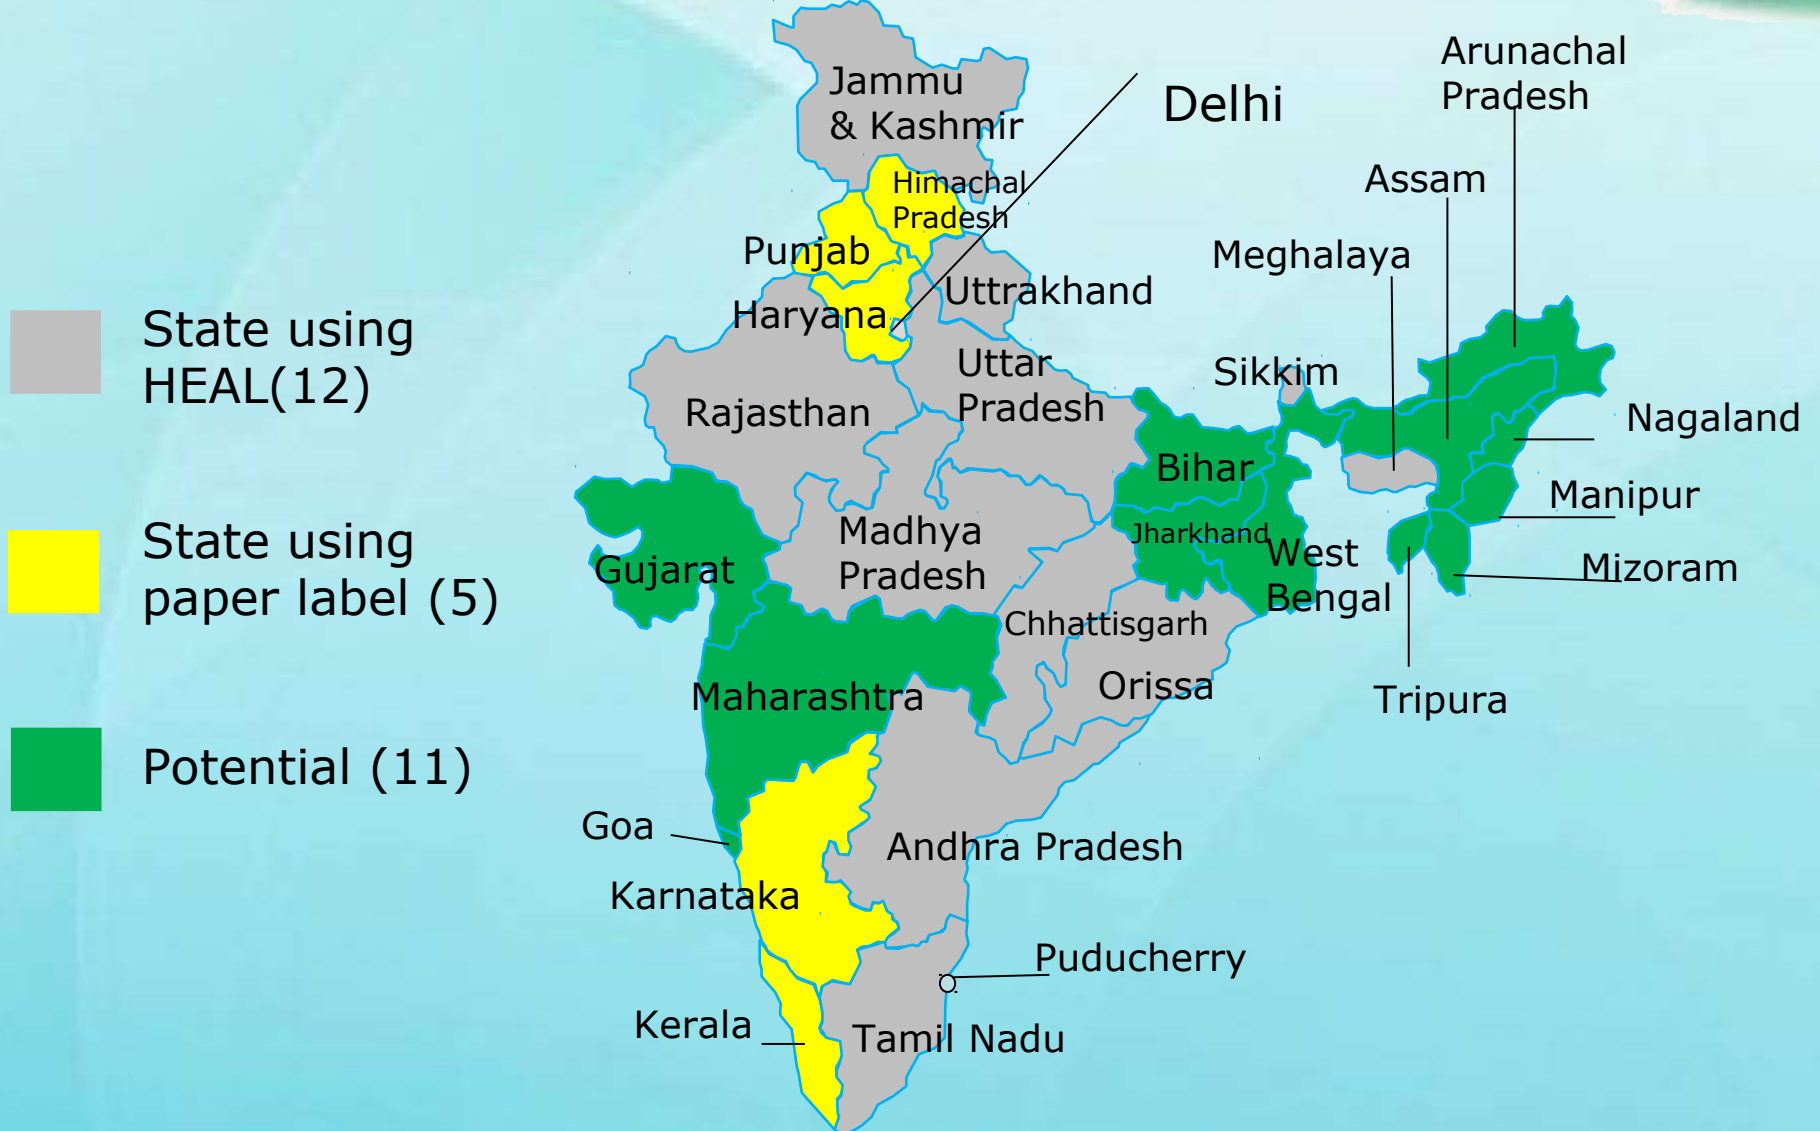 State using
HEAL(12)
State using
paper label (5)
Potential (11)
Jammu
& Kashmir
Delhi
Arunachal
Pradesh
Himachal
Pradesh
Assam
Punjab
Meghalaya
Uttrakhand
Haryana
Uttar
Pradesh
Sikkim
Rajasthan
Nagaland
Bihar
Manipur
Madhya
Pradesh
Jharkhand
West
Bengal
Gujarat
Mizoram
Chhattisgarh
Orissa
Maharashtra
Tripura
Goa
Andhra Pradesh
Karnataka
Puducherry
Kerala
Tamil Nadu